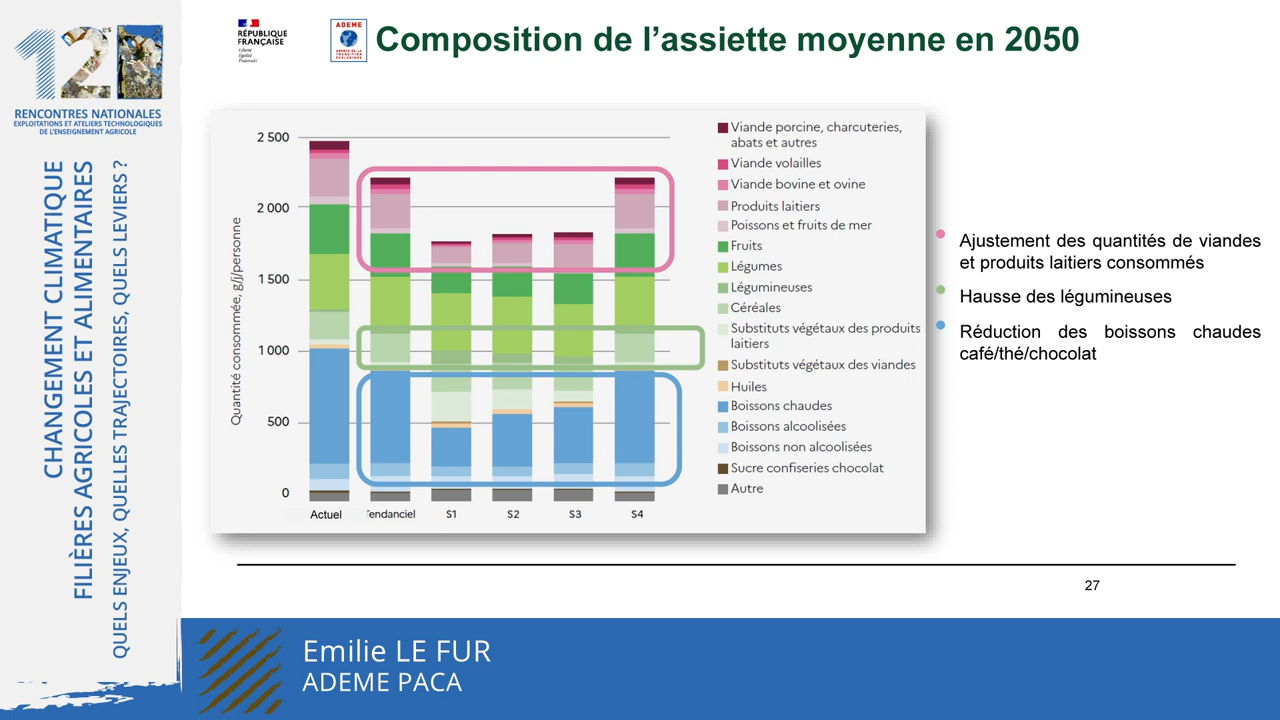 12
es
RENCONTRES NATIONALES
EXPLOITATIONS ET ATELIERS TECHNOLOGIQUES
DE L'ENSEIGNEMENT AGRICOLE
CHANGEMENT CLIMATIQUE
FILIÈRES AGRICOLES ET ALIMENTAIRES
QUELS ENJEUX, QUELLES TRAJECTOIRES, QUELS LEVIERS ?
RÉPUBLIQUE
FRANÇAISE
Liberté
Égalité
Fraternité
ADEME
AGENCE DE LA
TRANSITION
ÉCOLOGIQUE
Composition de l'assiette moyenne en 2050
Quantité consommée, g/j/personne
2 500
2 000
1 500
1 000
500
0
Actuel
Tendanciel
S1
S2
S3
S4
Viande porcine, charcuteries,
abats et autres
Viande volailles
Viande bovine et ovine
Produits laitiers
Poissons et fruits de mer
Fruits
Légumes
Légumineuses
Céréales
Substituts végétaux des produits
laitiers
Substituts végétaux des viandes
Huiles
Boissons chaudes
Boissons alcoolisées
Boissons non alcoolisées
Sucre confiseries chocolat
Autre
Ajustement des quantités de viandes
et produits laitiers consommés
Hausse des légumineuses
Réduction des boissons chaudes
café/thé/chocolat
27
Emilie LE FUR
ADEME PACA